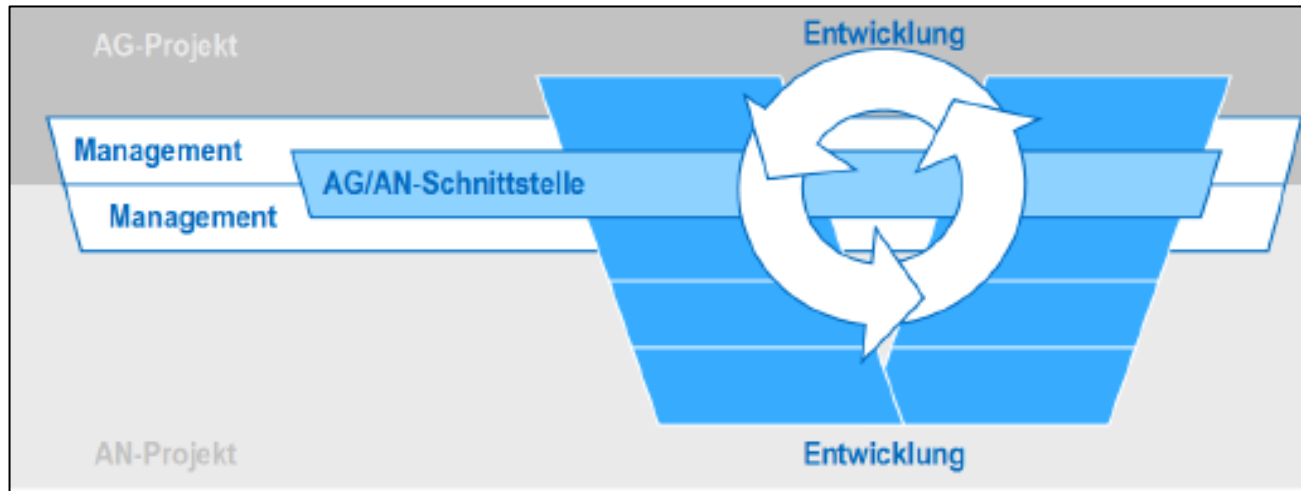 AG-Projekt
Entwicklung
Management
AG/AN-Schnittstelle
Management
AN-Projekt
Entwicklung